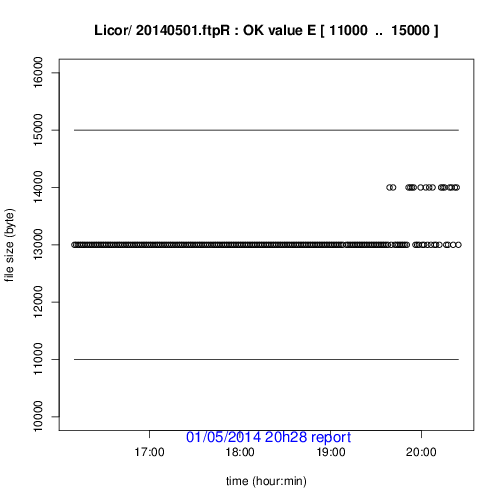 Licor/ 20140501.ftpR : OK value E [ 11000 .. 15000 ]
file size (byte)
16000
15000
14000
13000
12000
11000
10000
01/05/2014 20h28 report
17:00 18:00 19:00 20:00
time (hour:min)